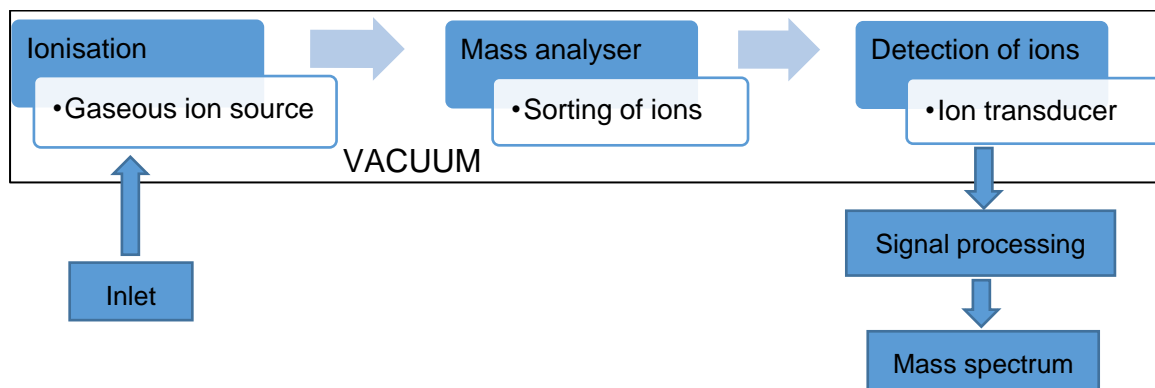 Ionisation
•Gaseous ion source
Mass analyser
•Sorting of ions
Detection of ions
•Ion transducer
VACUUM
Inlet
Signal processing
Mass spectrum